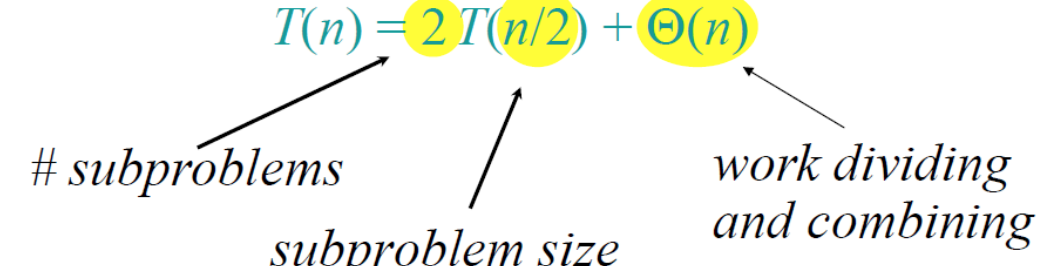 T(n) = 2 T(n/2) + Θ(n)
# subproblems
subproblem size
work dividing
and combining